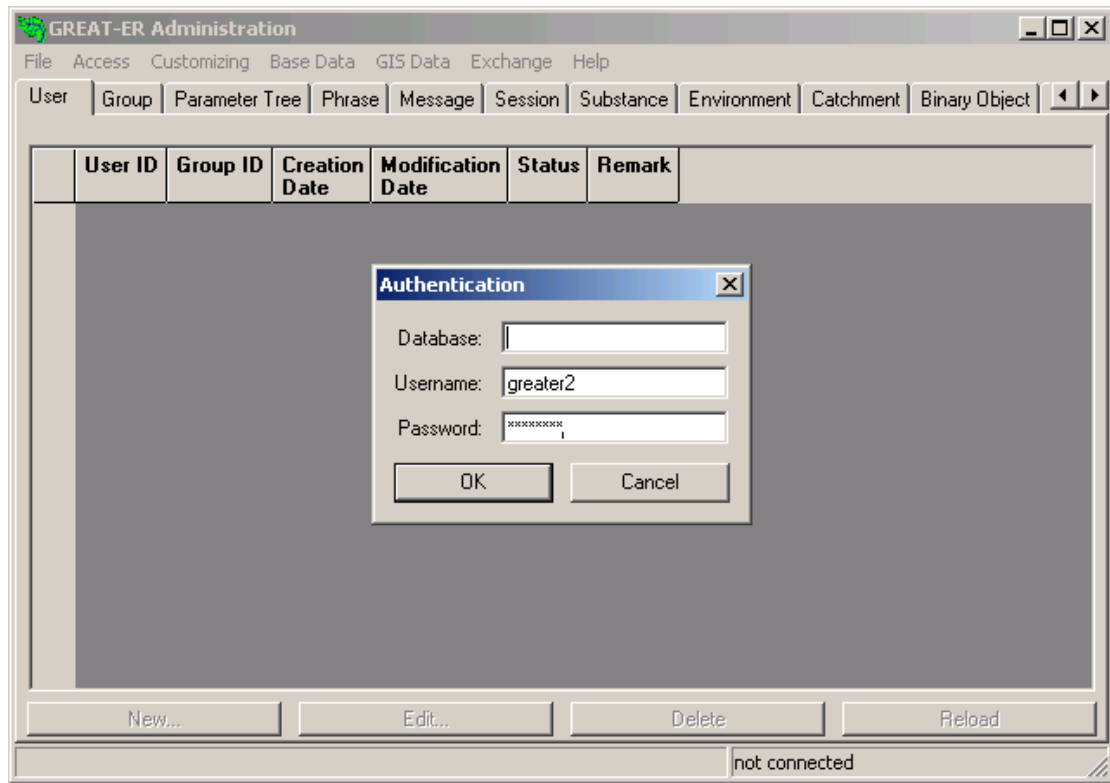 GREAT-ER Administration
File Access Customizing Base Data GIS Data Exchange Help
User Group Parameter Tree Phrase Message Session Substance Environment Catchment Binary Object
User ID Group ID Creation Date Modification Date Status Remark
Authentication
Database:
Username: greater2
Password: ********
OK Cancel
New... Edit... Delete Reload
not connected